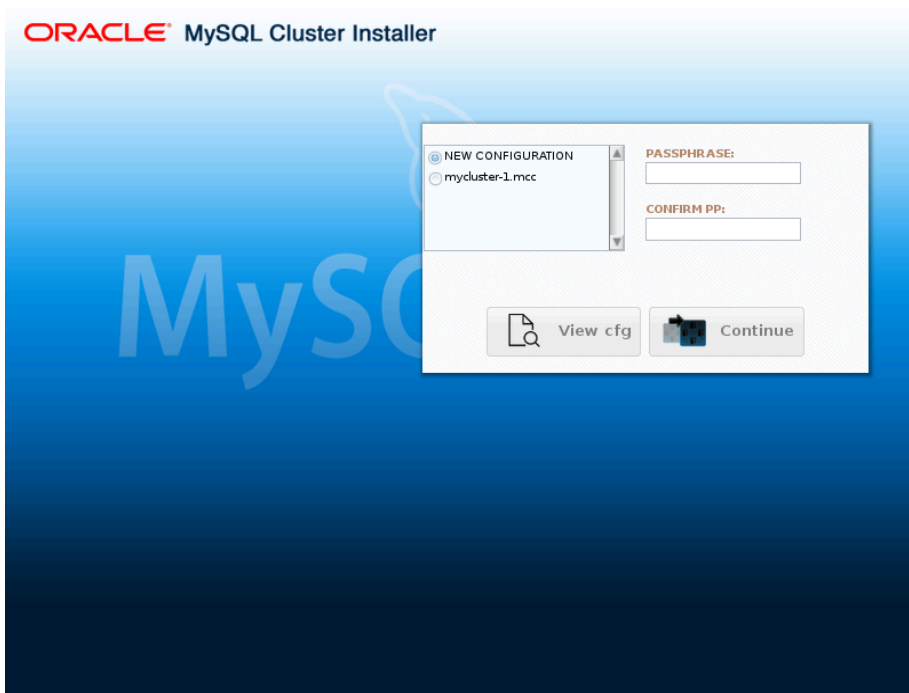 ORACLE® MySQL Cluster Installer
NEW CONFIGURATION
mycluster-1.mcc
PASSPHRASE:
CONFIRM PP:
View cfg
Continue
MySQ